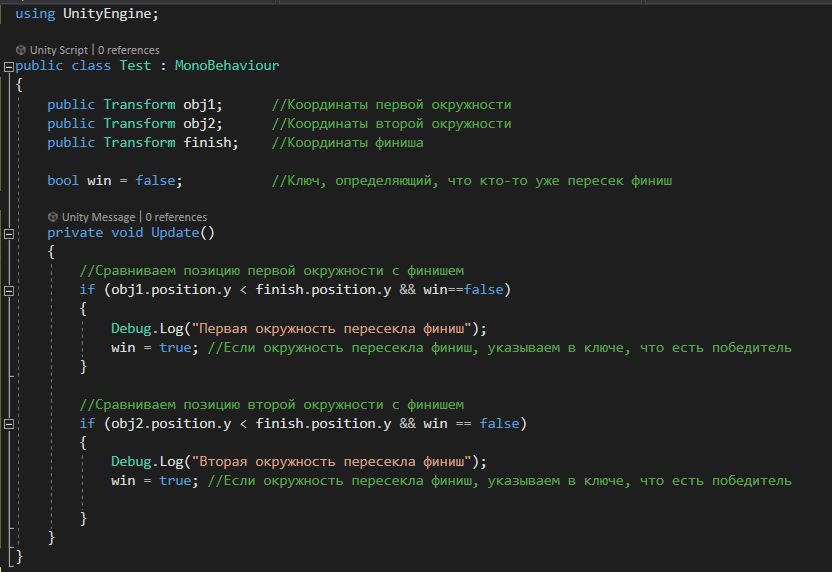 using UnityEngine;
Unity Script | 0 references
public class Test : MonoBehaviour
{
public Transform obj1; //Координаты первой окружности
public Transform obj2; //Координаты второй окружности
public Transform finish; //Координаты финиша
bool win = false; //Ключ, определяющий, что кто-то уже пересек финиш
Unity Message | 0 references
private void Update()
{
//Сравниваем позицию первой окружности с финишем
if (obj1.position.y < finish.position.y && win==false)
{
Debug.Log("Первая окружность пересекла финиш");
win = true; //Если окружность пересекла финиш, указываем в ключе, что есть победитель
}
//Сравниваем позицию второй окружности с финишем
if (obj2.position.y < finish.position.y && win == false)
{
Debug.Log("Вторая окружность пересекла финиш");
win = true; //Если окружность пересекла финиш, указываем в ключе, что есть победитель
}
}
}